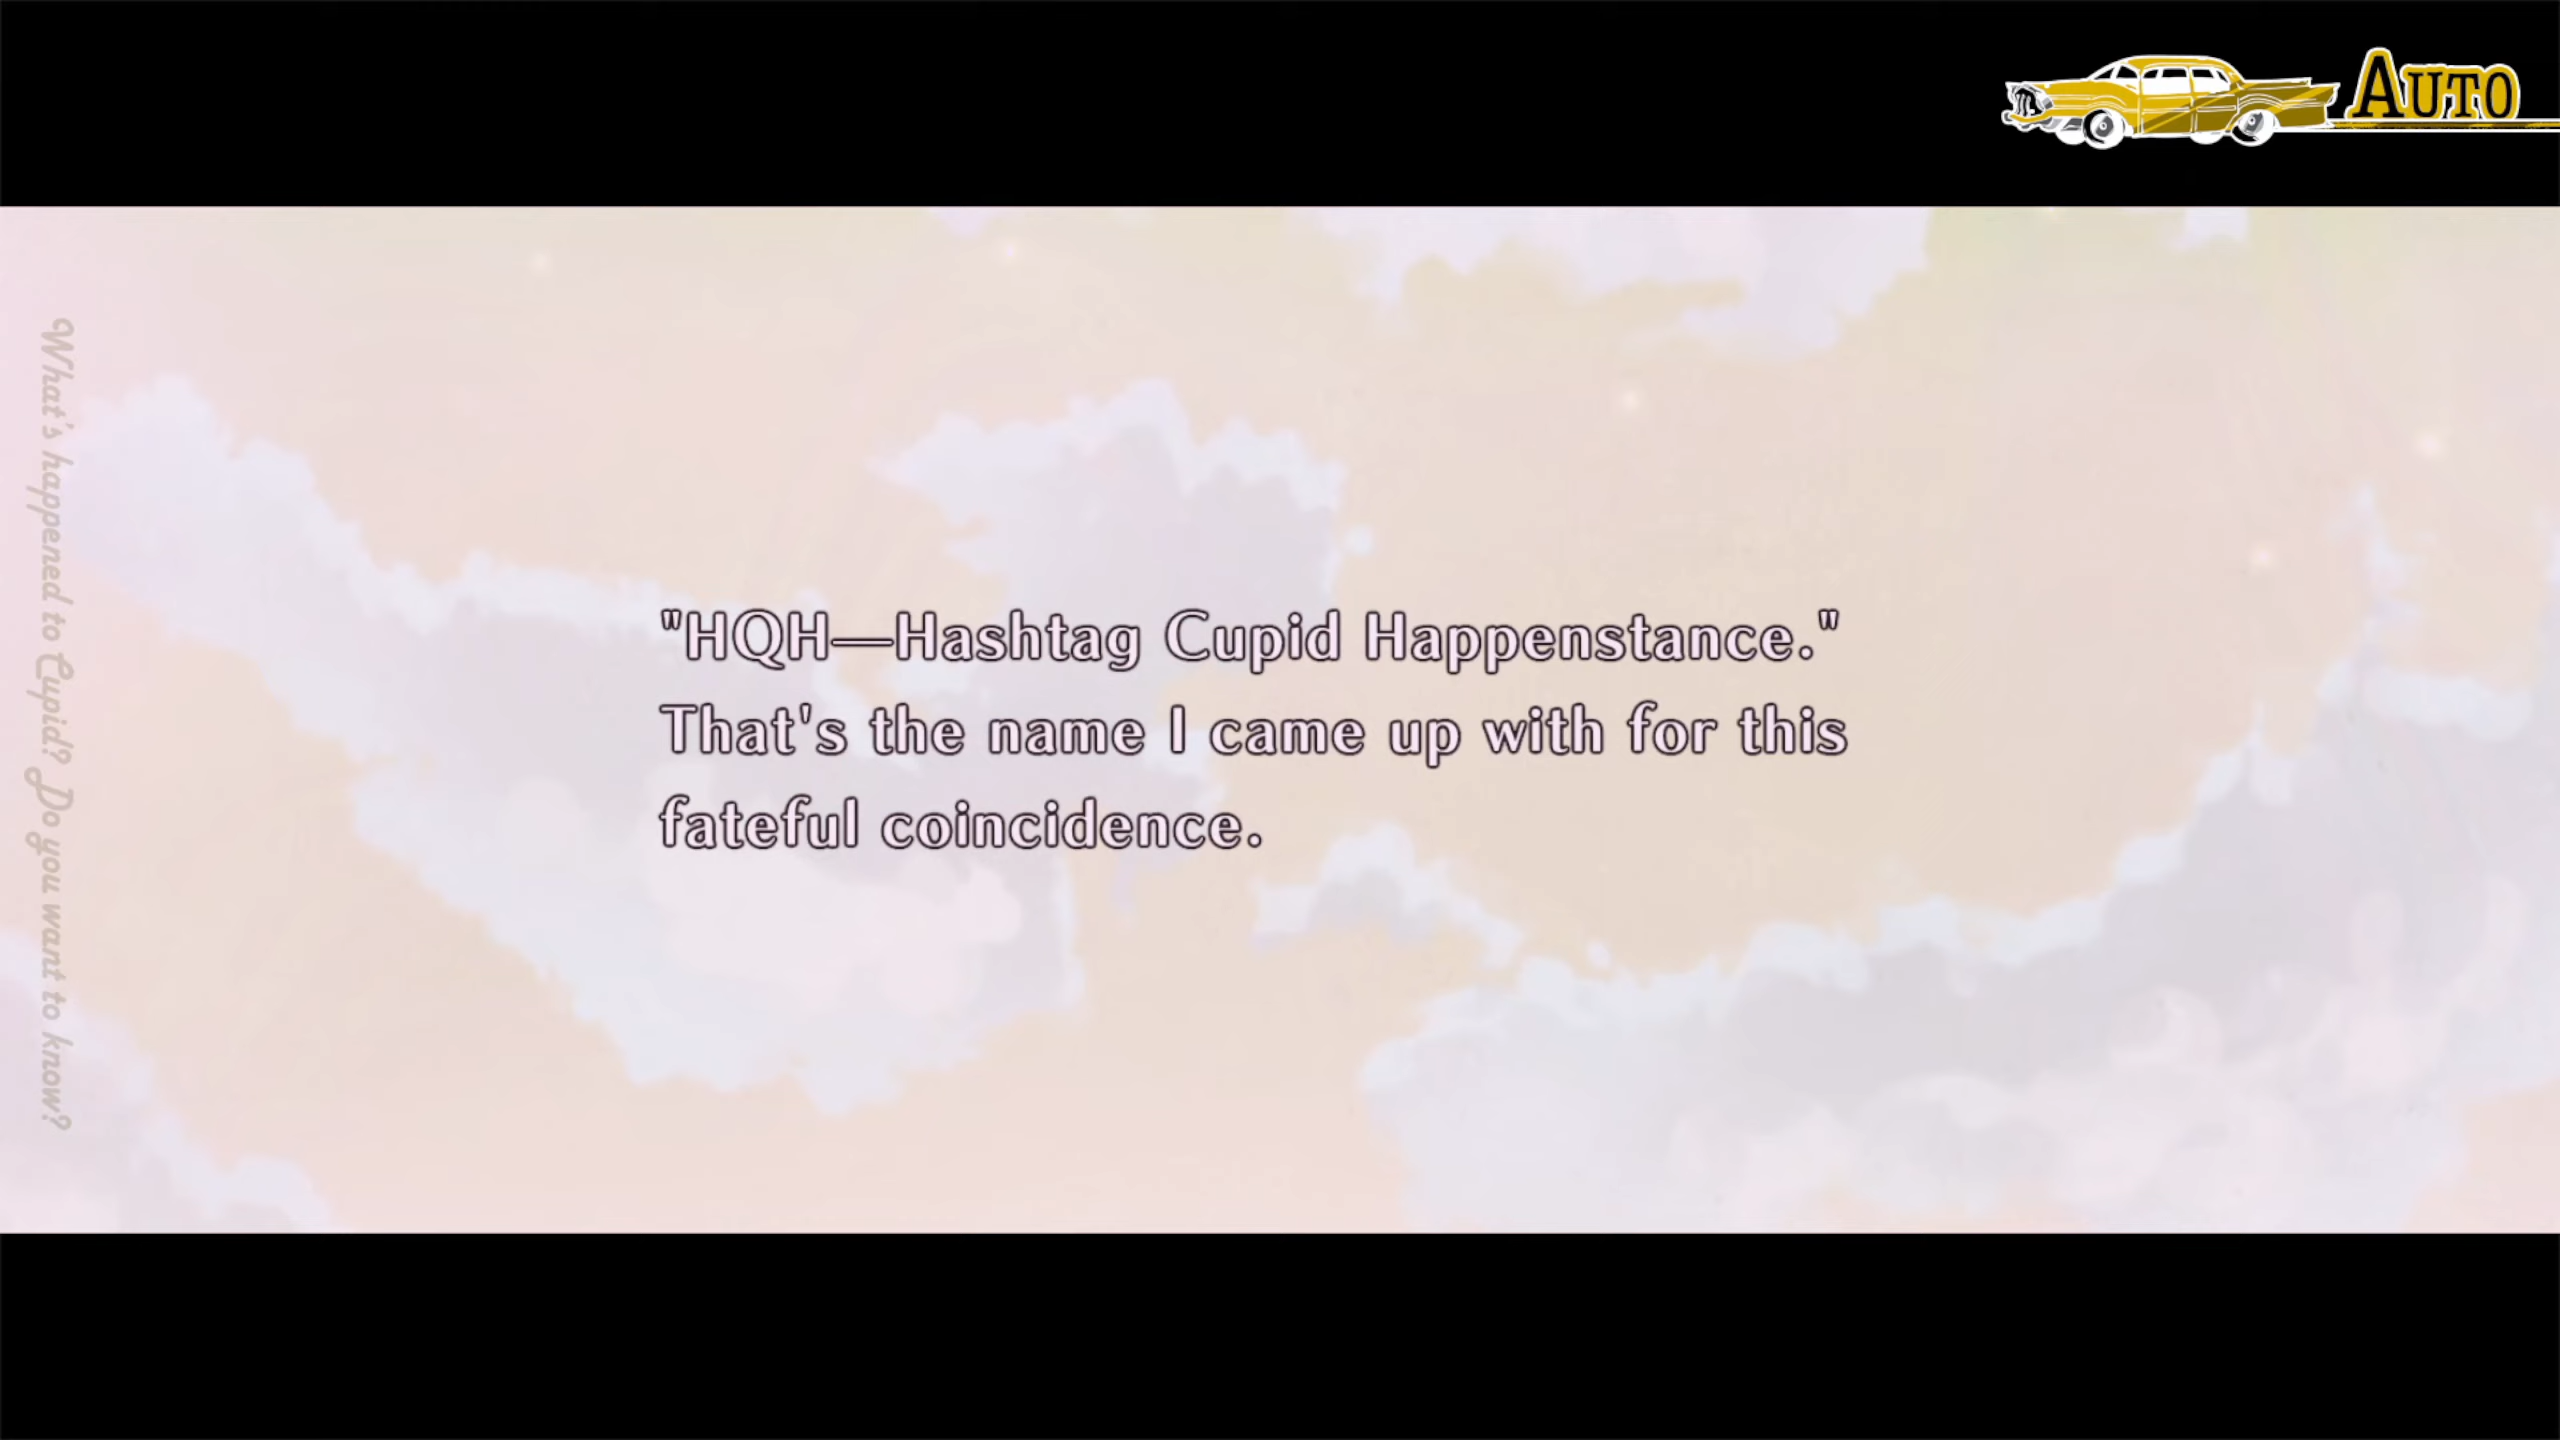 AUTO
What's happened to Cupid? Do you want to know?
"HQH—Hashtag Cupid Happenstance."
That's the name I came up with for this
fateful coincidence.